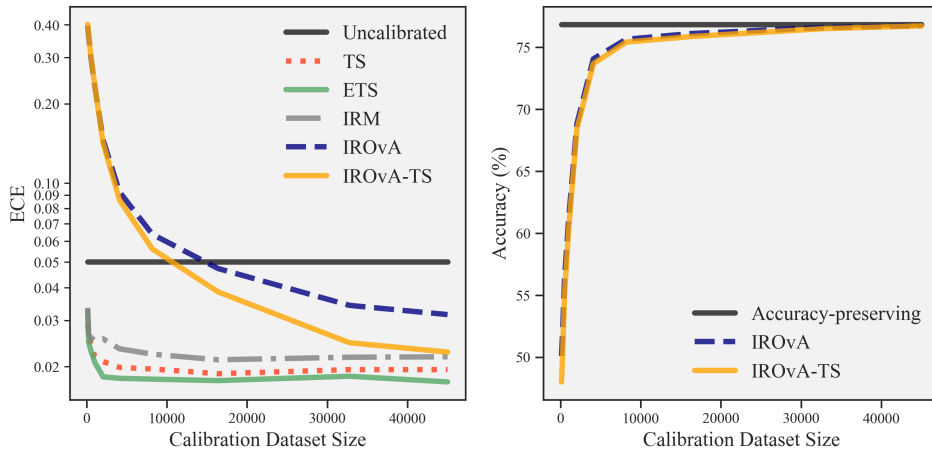 0.40
0.30
0.20
0.10
0.09
0.08
0.07
0.06
0.05
0.04
0.03
0.02
ECE
Uncalibrated
TS
ETS
IRM
IROvA
IROvA-TS
0
10000
20000
30000
40000
Calibration Dataset Size
75
70
65
60
55
50
Accuracy (%)
Accuracy-preserving
IROvA
IROvA-TS
0
10000
20000
30000
40000
Calibration Dataset Size